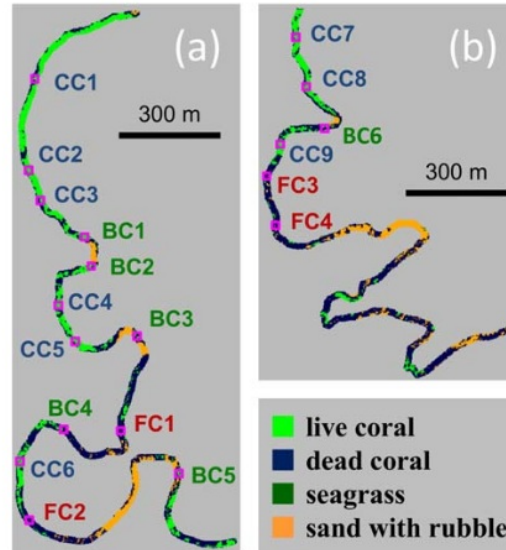 (a)
CC1
300 m
CC2
CC3
BC1
BC2
CC4
BC3
CC5
BC4
FC1
CC6
BC5
FC2
(b)
CC7
CC8
BC6
CC9
FC3
300 m
FC4
live coral
dead coral
seagrass
sand with rubble